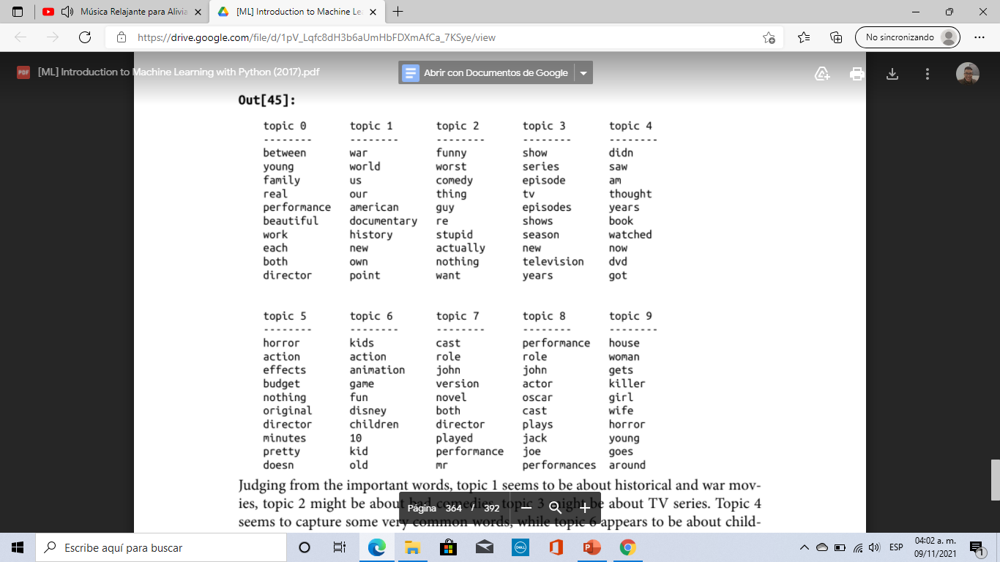 Música Relajante para Alivia
[ML] Introduction to Machine Le
https://drive.google.com/file/d/1pV_Lqfc8dH3b6aUmHbFDXmAfCa_7KSye/view
No sincronizando
PDF
[ML] Introduction to Machine Learning with Python (2017).pdf
Abrir con Documentos de Google
Out[45]:
topic 0 topic 1 topic 2 topic 3 topic 4
-------- -------- -------- -------- --------
between war funny show didn
young world worst series saw
family us comedy episode am
real our thing tv thought
performance american guy episodes years
beautiful documentary re shows book
work history stupid season watched
each new actually new now
both own nothing television dvd
director point want years got
topic 5 topic 6 topic 7 topic 8 topic 9
-------- -------- -------- -------- --------
horror kids cast performance house
action action role role woman
effects animation john john gets
budget game version actor killer
nothing fun novel oscar girl
original disney both cast wife
director children director plays horror
minutes 10 played jack young
pretty kid performance joe goes
doesn old mr performances around
Judging from the important words, topic 1 seems to be about historical and war mov-
ies, topic 2 might be about bad comedies, topic 3 might be about TV series. Topic 4
Página 364 / 392
seems to capture some very common words, while topic 6 appears to be about child-
Escribe aquí para buscar
DELL
ESP
04:02 a. m.
09/11/2021
1